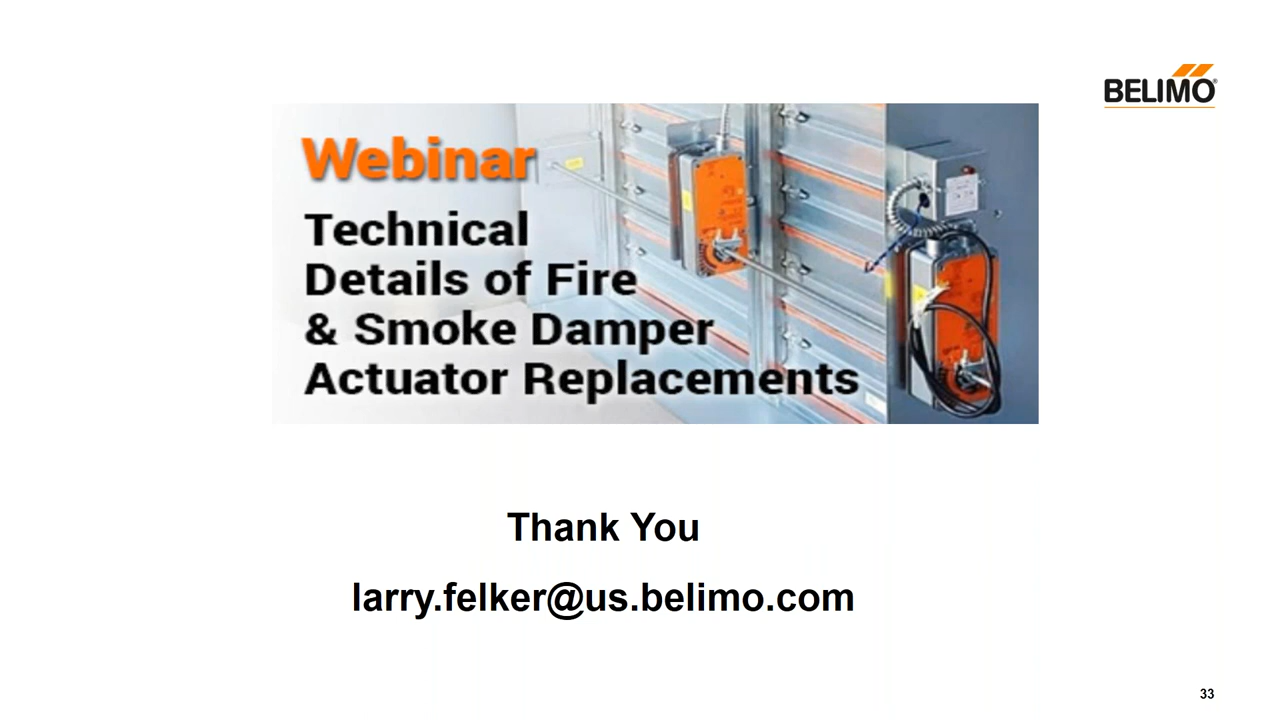 BELIMO®
Webinar
Technical
Details of Fire
& Smoke Damper
Actuator Replacements
Thank You
larry.felker@us.belimo.com
33